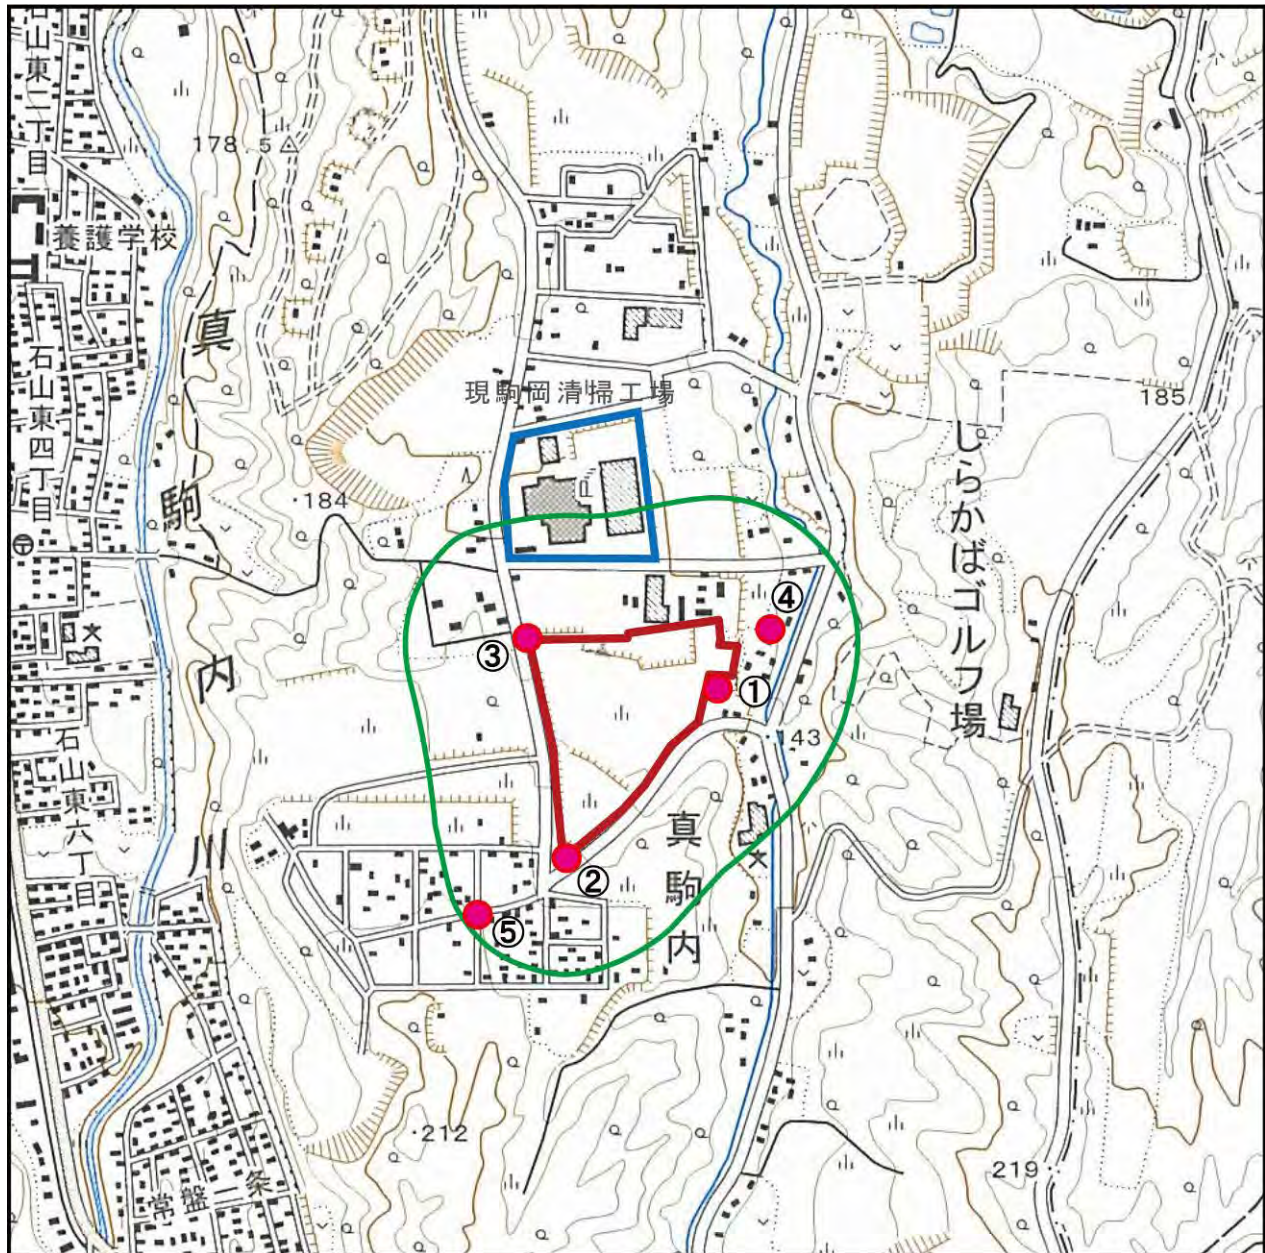 石山東二丁目
178.5
養護学校
石山東四丁目
真駒内川
現駒岡清掃工場
185
・184
しらかばゴルフ場
④
③
①
143
石山東六丁目
真駒内
②
⑤
・212
219
常盤一条